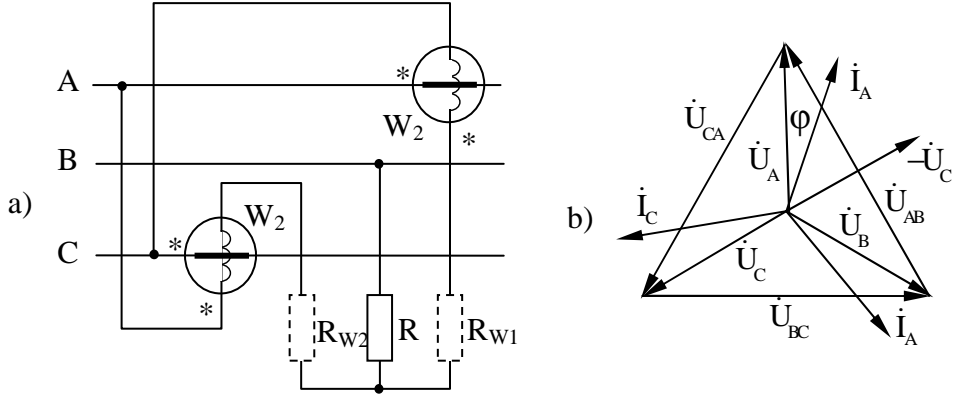 A
*
W2
*
B
a)
W2
C
*
*
RW2
R
RW1
b)
U̇CA
φ
İA
U̇A
–U̇C
İC
U̇AB
U̇B
U̇C
U̇BC
İA